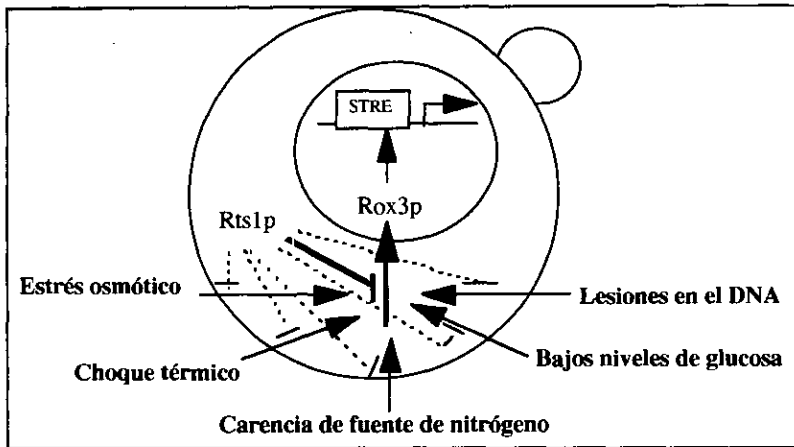 STRE
Rox3p
Rts1p
Estrés osmótico
Lesiones en el DNA
Choque térmico
Bajos niveles de glucosa
Carencia de fuente de nitrógeno